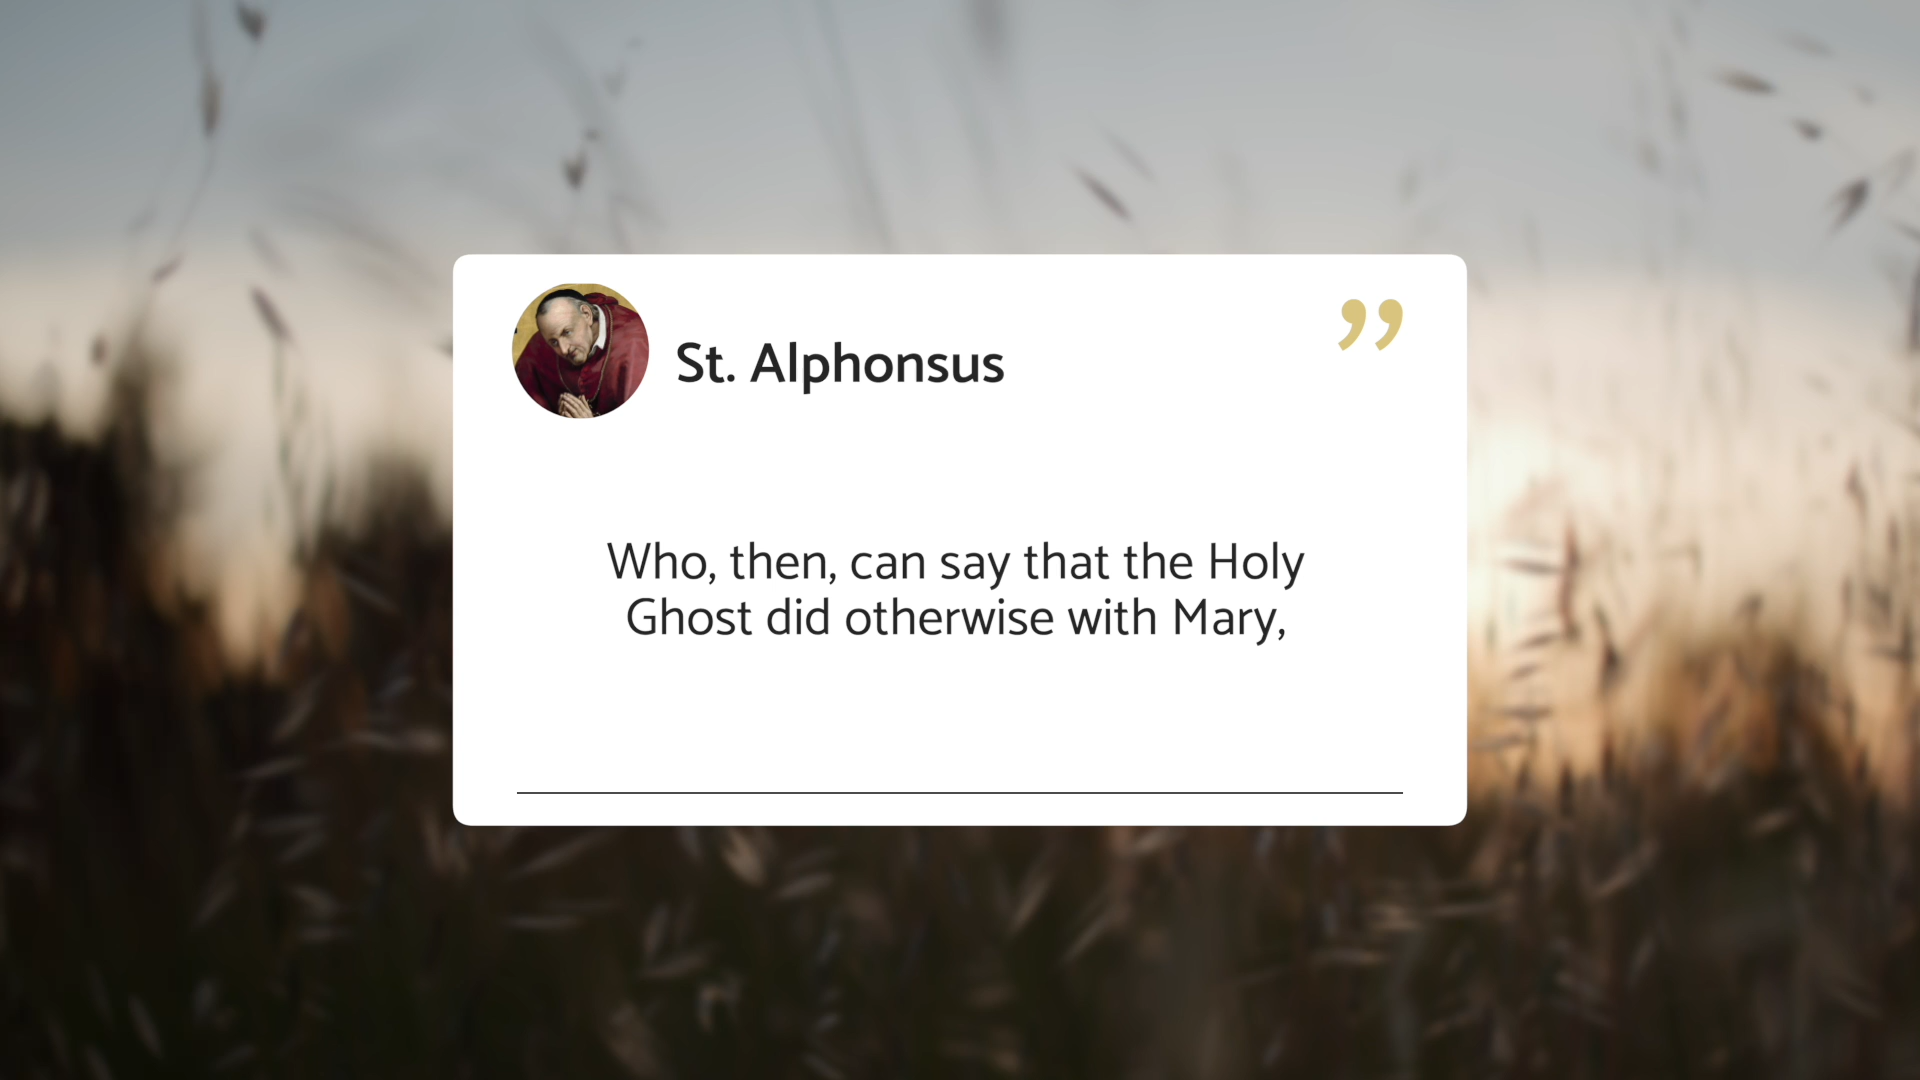 St. Alphonsus
”
Who, then, can say that the Holy
Ghost did otherwise with Mary,